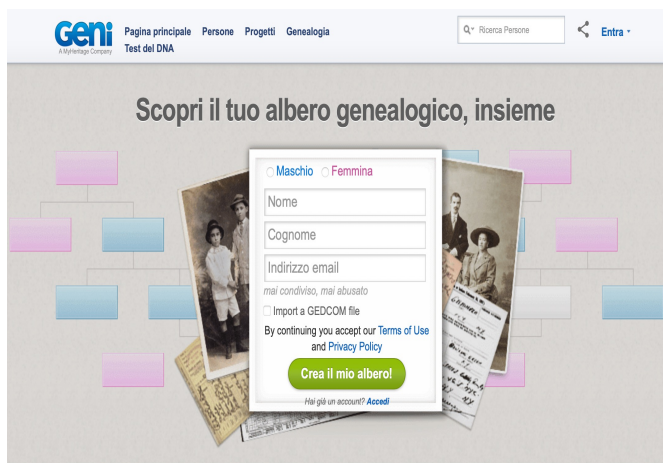 Geni
A MyHeritage Company
Pagina principale Persone Progetti Genealogia
Test del DNA
Ricerca Persone
Entra
Scopri il tuo albero genealogico, insieme
Maschio Femmina
Nome
Cognome
Indirizzo email
mai condiviso, mai abusato
Import a GEDCOM file
By continuing you accept our Terms of Use
and Privacy Policy
Crea il mio albero!
Hai già un account? Accedi